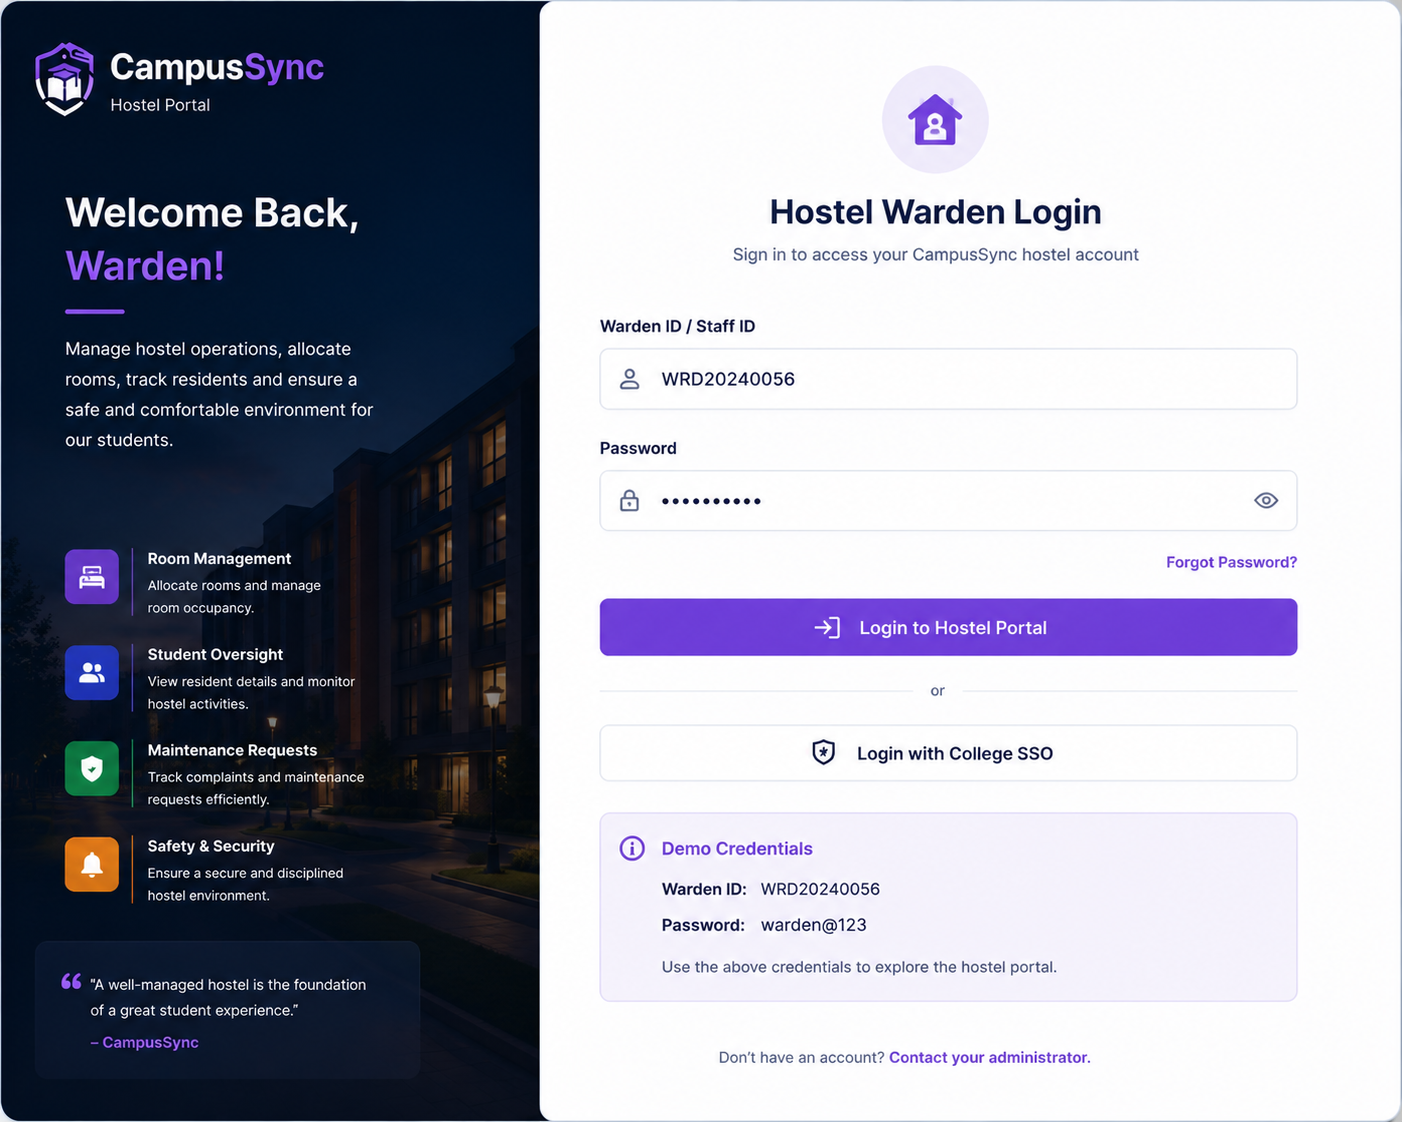 CampusSync
Hostel Portal
Welcome Back,
Warden!
Manage hostel operations, allocate
rooms, track residents and ensure a
safe and comfortable environment for
our students.
Room Management
Allocate rooms and manage
room occupancy.
Student Oversight
View resident details and monitor
hostel activities.
Maintenance Requests
Track complaints and maintenance
requests efficiently.
Safety & Security
Ensure a secure and disciplined
hostel environment.
“ "A well-managed hostel is the foundation
of a great student experience."
– CampusSync
Hostel Warden Login
Sign in to access your CampusSync hostel account
Warden ID / Staff ID
WRD20240056
Password
••••••••••
Forgot Password?
Login to Hostel Portal
or
Login with College SSO
Demo Credentials
Warden ID: WRD20240056
Password: warden@123
Use the above credentials to explore the hostel portal.
Don't have an account? Contact your administrator.